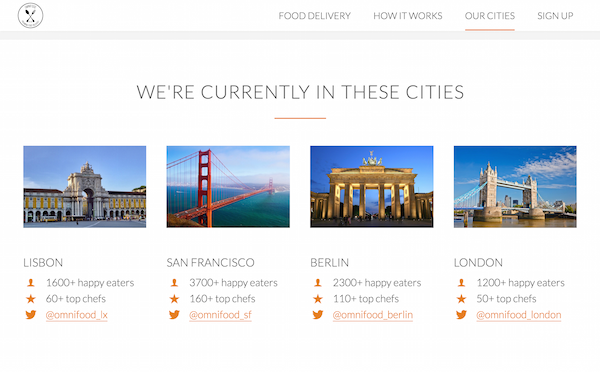 FOOD DELIVERY HOW IT WORKS OUR CITIES SIGN UP
WE'RE CURRENTLY IN THESE CITIES
LISBON
1600+ happy eaters
60+ top chefs
@omnifood_lx
SAN FRANCISCO
3700+ happy eaters
160+ top chefs
@omnifood_sf
BERLIN
2300+ happy eaters
110+ top chefs
@omnifood_berlin
LONDON
1200+ happy eaters
50+ top chefs
@omnifood_london